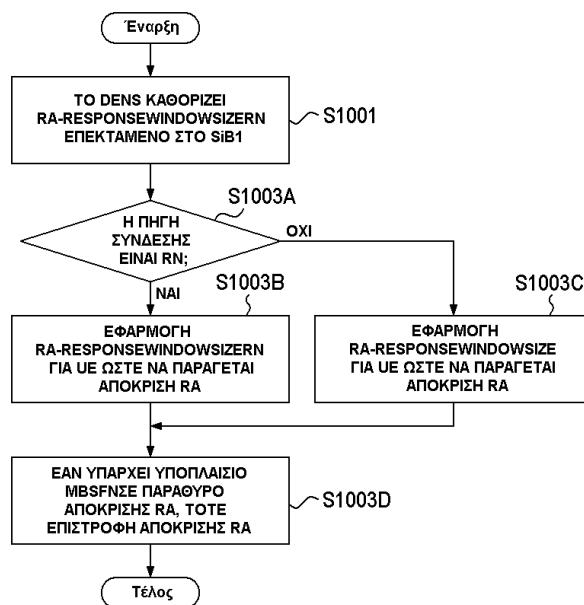 Έναρξη
ΤΟ DENS ΚΑΘΟΡΙΖΕΙ
RA-RESPONSEWINDOWSIZERN
ΕΠΕΚΤΑΜΕΝΟ ΣΤΟ SiB1
S1001
S1003A
Η ΠΗΓΗ
ΣΥΝΔΕΣΗΣ
ΕΙΝΑΙ RN;
ΟΧΙ
ΝΑΙ
S1003B
S1003C
ΕΦΑΡΜΟΓΗ
RA-RESPONSEWINDOWSIZERN
ΓΙΑ UE ΩΣΤΕ ΝΑ ΠΑΡΑΓΕΤΑΙ
ΑΠΟΚΡΙΣΗ RA
ΕΦΑΡΜΟΓΗ
RA-RESPONSEWINDOWSIZE
ΓΙΑ UE ΩΣΤΕ ΝΑ ΠΑΡΑΓΕΤΑΙ
ΑΠΟΚΡΙΣΗ RA
ΕΑΝ ΥΠΑΡΧΕΙ ΥΠΟΠΛΑΙΣΙΟ
MBSFNΣΕ ΠΑΡΑΘΥΡΟ
ΑΠΟΚΡΙΣΗΣ RA, ΤΟΤΕ
ΕΠΙΣΤΡΟΦΗ ΑΠΟΚΡΙΣΗΣ RA
S1003D
Τέλος